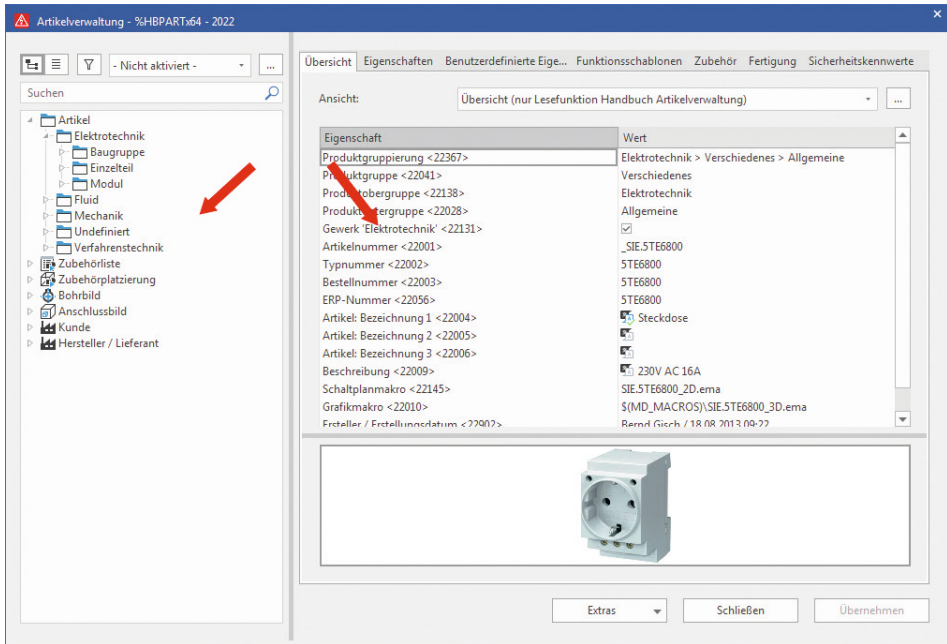 Artikelverwaltung - %HBPARTx64 - 2022
- Nicht aktiviert -
...
Suchen
Artikel
Elektrotechnik
Baugruppe
Einzelteil
Modul
Fluid
Mechanik
Undefiniert
Verfahrenstechnik
Zubehörliste
Zubehörplatzierung
Bohrbild
Anschlussbild
Kunde
Hersteller / Lieferant
Übersicht Eigenschaften Benutzerdefinierte Eige... Funktionsschablonen Zubehör Fertigung Sicherheitskennwerte
Ansicht: Übersicht (nur Lesefunktion Handbuch Artikelverwaltung) ...
Eigenschaft Wert
Produktgruppierung <22367> Elektrotechnik > Verschiedenes > Allgemeine
<22041> Verschiedenes
<22138> Elektrotechnik
<22028> Allgemeine
Gewerk 'Elektrotechnik' <22131>
Artikelnummer <22001> _SIE.5TE6800
Typnummer <22002> 5TE6800
Bestellnummer <22003> 5TE6800
ERP-Nummer <22056> 5TE6800
Artikel: Bezeichnung 1 <22004> Steckdose
Artikel: Bezeichnung 2 <22005>
Artikel: Bezeichnung 3 <22006>
Beschreibung <22009> 230V AC 16A
Schaltplanmakro <22145> SIE.5TE6800_2D.ema
Grafikmakro <22010> $(MD_MACROS)\SIE.5TE6800_3D.ema
Ersteller / Erstellungsdatum <22902> Bernd Gisch / 18.08.2013 09:22
Extras Schließen Übernehmen